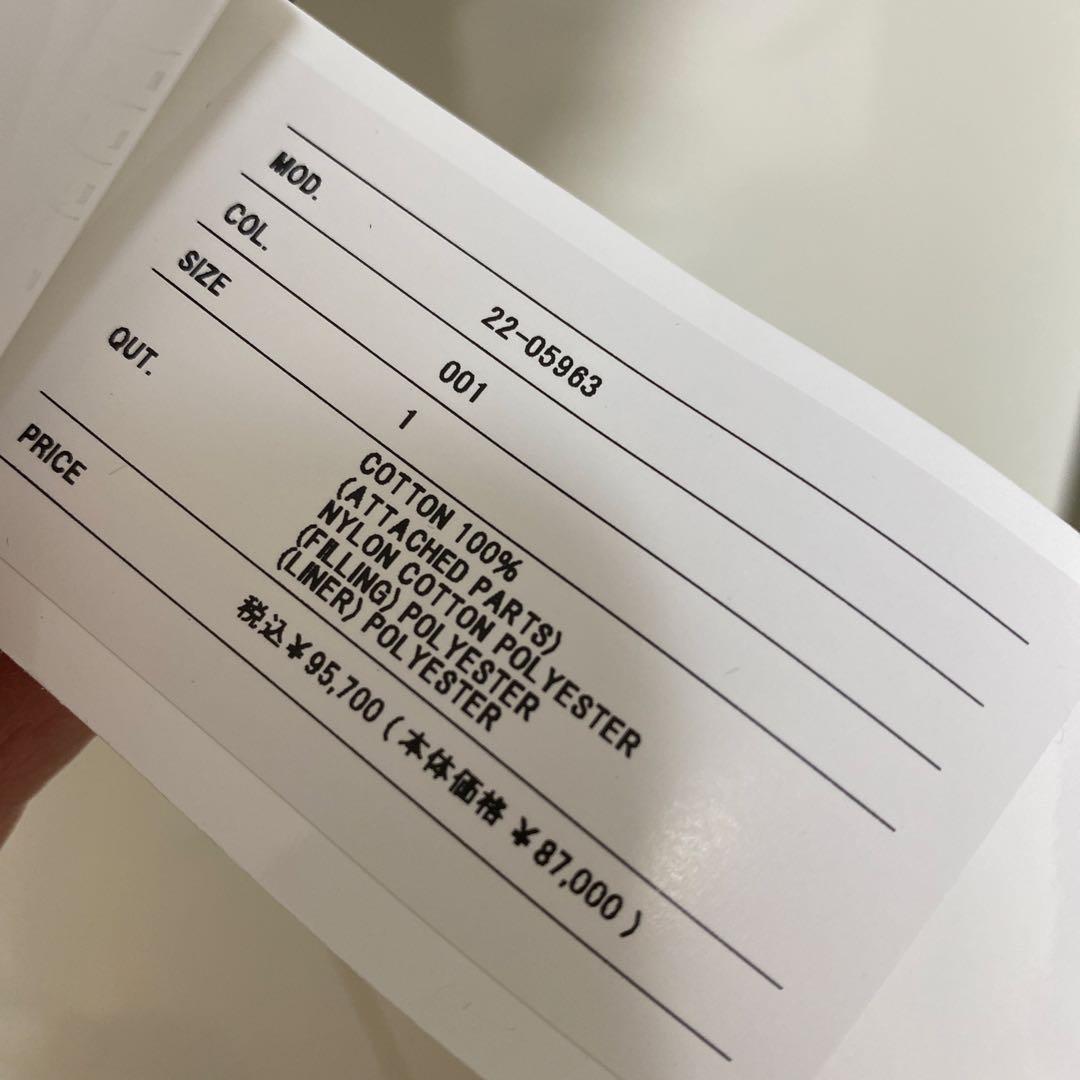 MOD. 22-05963
COL. 001
SIZE 1
QUT. COTTON 100%
(ATTACHED PARTS)
NYLON COTTON POLYESTER
(FILLING) POLYESTER
(LINER) POLYESTER
PRICE 税込¥95,700 (本体価格 ¥87,000)